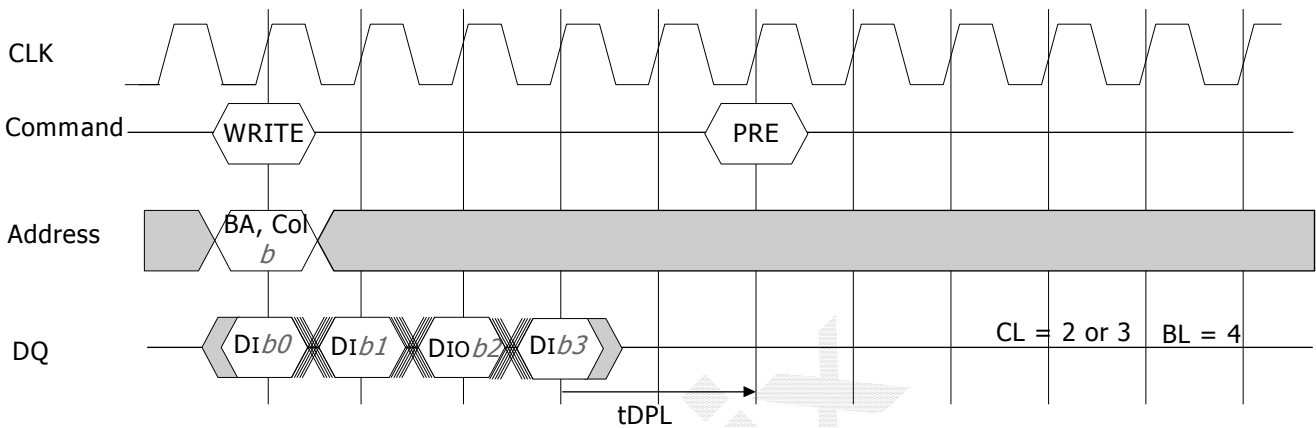 CLK
Command
WRITE
PRE
Address
BA, Col
b
DQ
DIb0
DIb1
DIOb2
DIb3
CL = 2 or 3
BL = 4
tDPL